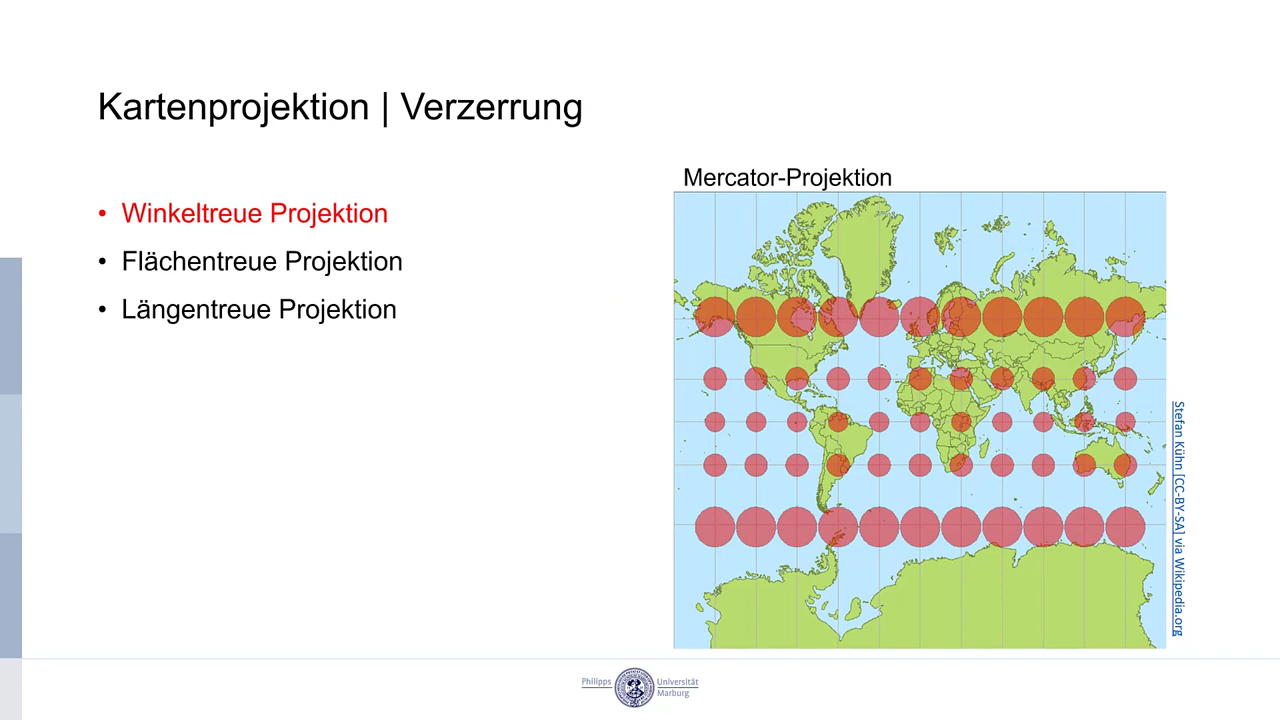 Kartenprojektion | Verzerrung
• Winkeltreue Projektion
• Flächentreue Projektion
• Längentreue Projektion
Mercator-Projektion
Stefan Kühn [CC-BY-SA] via Wikipedia.org
Philipps
Universität
Marburg